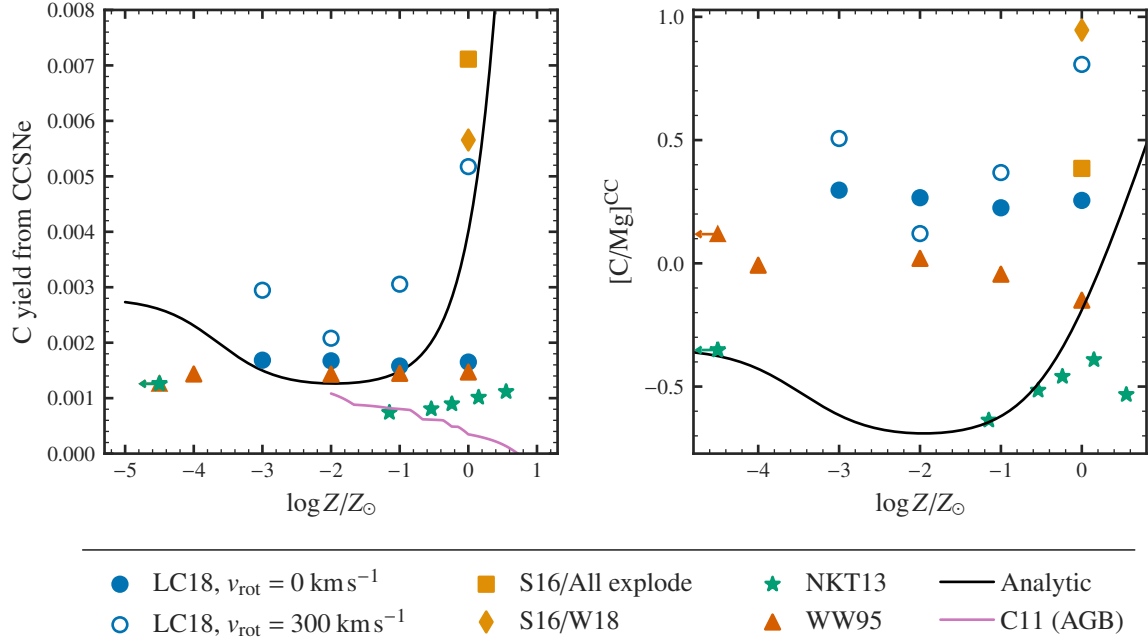 C yield from CCSNe
0.007
0.006
0.005
0.004
0.003
0.002
0.001
0.000
−5 −4 −3 −2 −1 0 1
log Z/Z⊙
[C/Mg]ᶜᶜ
1.0
0.5
0.0
−0.5
−4 −3 −2 −1 0
log Z/Z⊙
LC18, v_rot = 0 km s⁻¹ S16/All explode NKT13 Analytic
LC18, v_rot = 300 km s⁻¹ S16/W18 WW95 C11 (AGB)